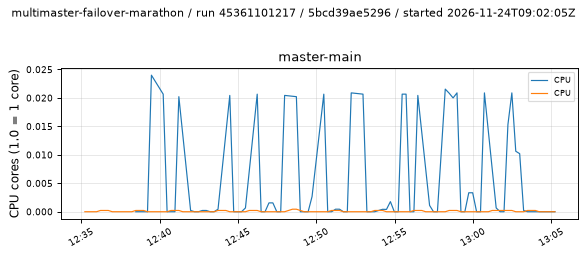 multimaster-failover-marathon / run 45361101217 / 5bcd39ae5296 / started 2026-11-24T09:02:05Z
master-main
CPU cores (1.0 = 1 core)
0.025
0.020
0.015
0.010
0.005
0.000
CPU
CPU
12:35
12:40
12:45
12:50
12:55
13:00
13:05